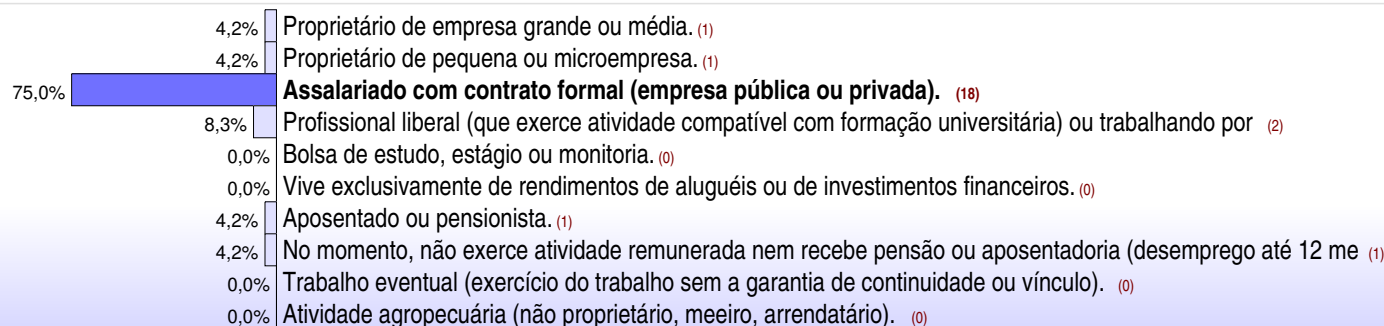 4,2% Proprietário de empresa grande ou média. (1)
4,2% Proprietário de pequena ou microempresa. (1)
75,0% Assalariado com contrato formal (empresa pública ou privada). (18)
8,3% Profissional liberal (que exerce atividade compatível com formação universitária) ou trabalhando por (2)
0,0% Bolsa de estudo, estágio ou monitoria. (0)
0,0% Vive exclusivamente de rendimentos de aluguéis ou de investimentos financeiros. (0)
4,2% Aposentado ou pensionista. (1)
4,2% No momento, não exerce atividade remunerada nem recebe pensão ou aposentadoria (desemprego até 12 me (1)
0,0% Trabalho eventual (exercício do trabalho sem a garantia de continuidade ou vínculo). (0)
0,0% Atividade agropecuária (não proprietário, meeiro, arrendatário). (0)